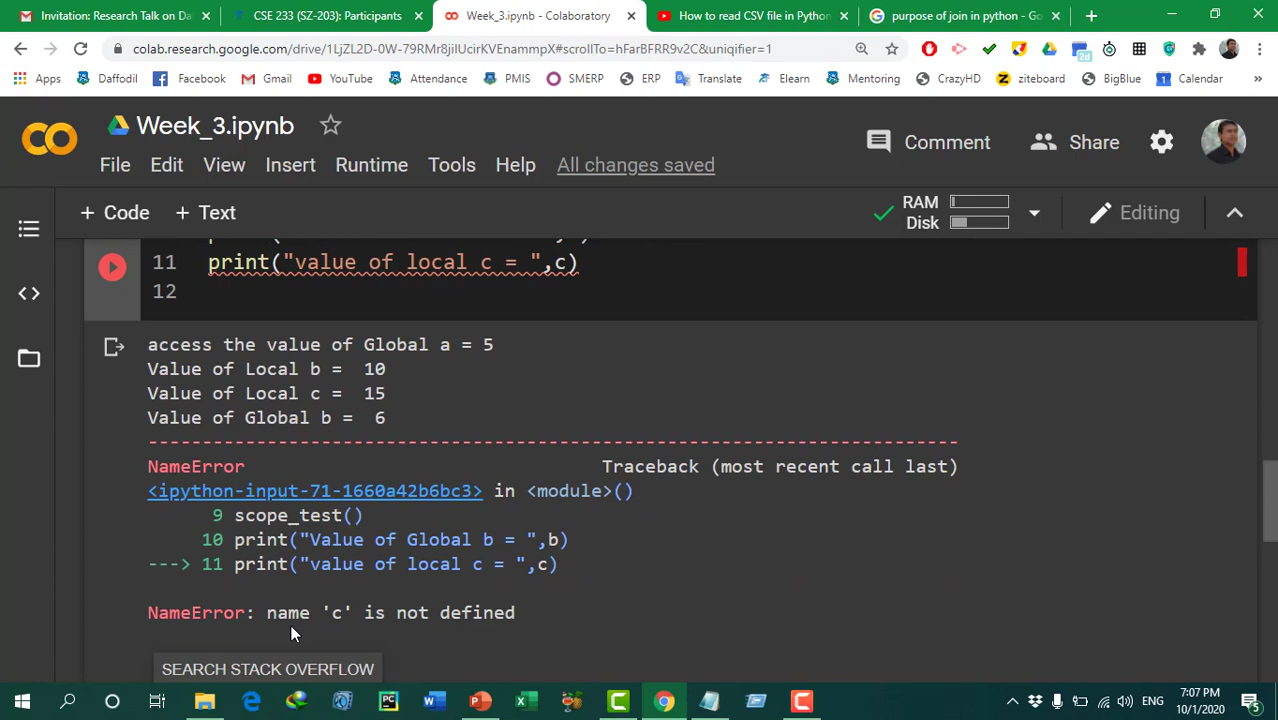 Invitation: Research Talk on Da
CSE 233 (SZ-203): Participants
Week_3.ipynb - Colaboratory
How to read CSV file in Python
purpose of join in python - Go
colab.research.google.com/drive/1LjZL2D-0W-79RMr8jiIUcirKVEnanmpX#scrollTo=hFarBFRR9v2C&uniqifier=1
2d
Apps Daffodil Facebook Gmail YouTube Attendance PMIS SMERP ERP Translate Elearn Mentoring CrazyHD ziteboard BigBlue Calendar »
Week_3.ipynb
Comment Share
File Edit View Insert Runtime Tools Help All changes saved
+ Code + Text
RAM
Disk
Editing
11 print("value of local c = ",c)
12
access the value of Global a = 5
Value of Local b =  10
Value of Local c =  15
Value of Global b =  6
---------------------------------------------------------------------------
NameError Traceback (most recent call last)
<ipython-input-71-1660a42b6bc3> in <module>()
9 scope_test()
10 print("Value of Global b = ",b)
---> 11 print("value of local c = ",c)
NameError: name 'c' is not defined
SEARCH STACK OVERFLOW
ENG
7:07 PM
10/1/2020
5